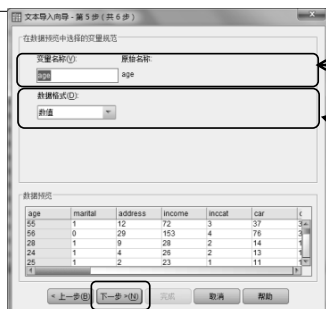 文本导入向导 - 第 5 步 (共 6 步)
在数据预览中选择的变量规范
变量名称(V): 原始名称:
age age
数据格式(D):
数值
数据预览
age marital address income inccat car
55 1 12 72 3 37
56 0 29 153 4 76
28 1 9 28 2 14
24 1 4 26 2 13
25 1 2 23 1 11
< 上一步(B) 下一步 >(N) 完成 取消 帮助